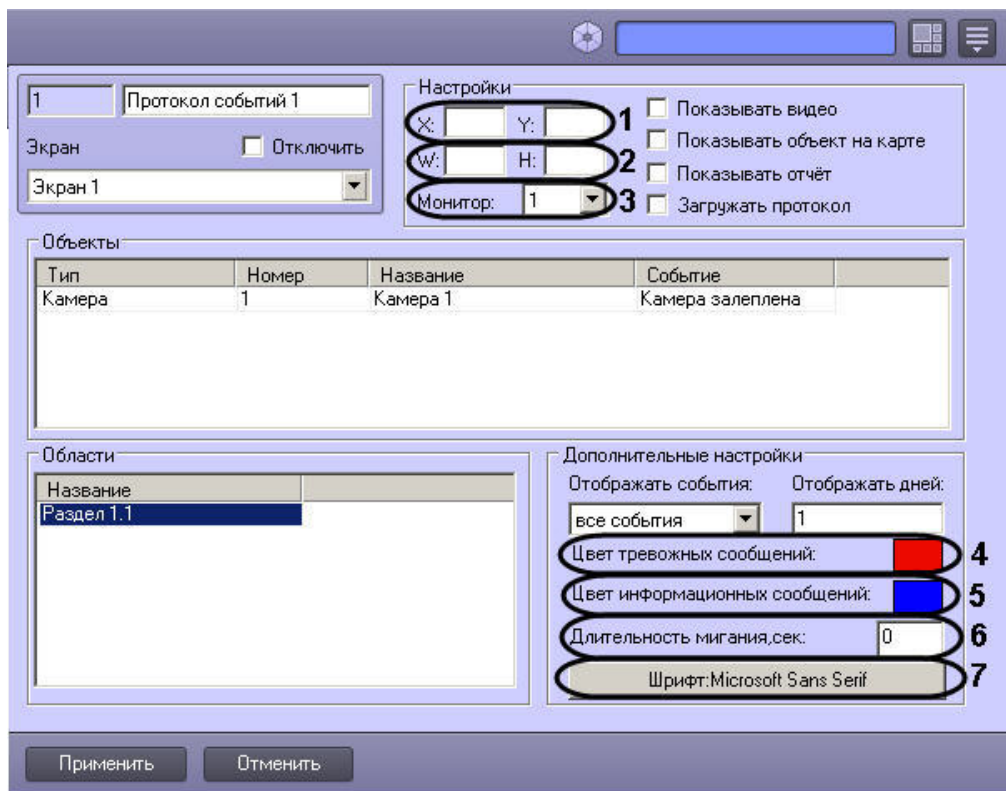 1 Протокол событий 1
Экран Отключить
Экран 1
Настройки
X: Y: 1
W: H: 2
Монитор: 1 3
Показывать видео
Показывать объект на карте
Показывать отчёт
Загружать протокол
Объекты
Тип Номер Название Событие
Камера 1 Камера 1 Камера залеплена
Области
Название
Раздел 1.1
Дополнительные настройки
Отображать события: Отображать дней:
все события 1
Цвет тревожных сообщений: 4
Цвет информационных сообщений: 5
Длительность мигания,сек: 0 6
Шрифт:Microsoft Sans Serif 7
Применить Отменить